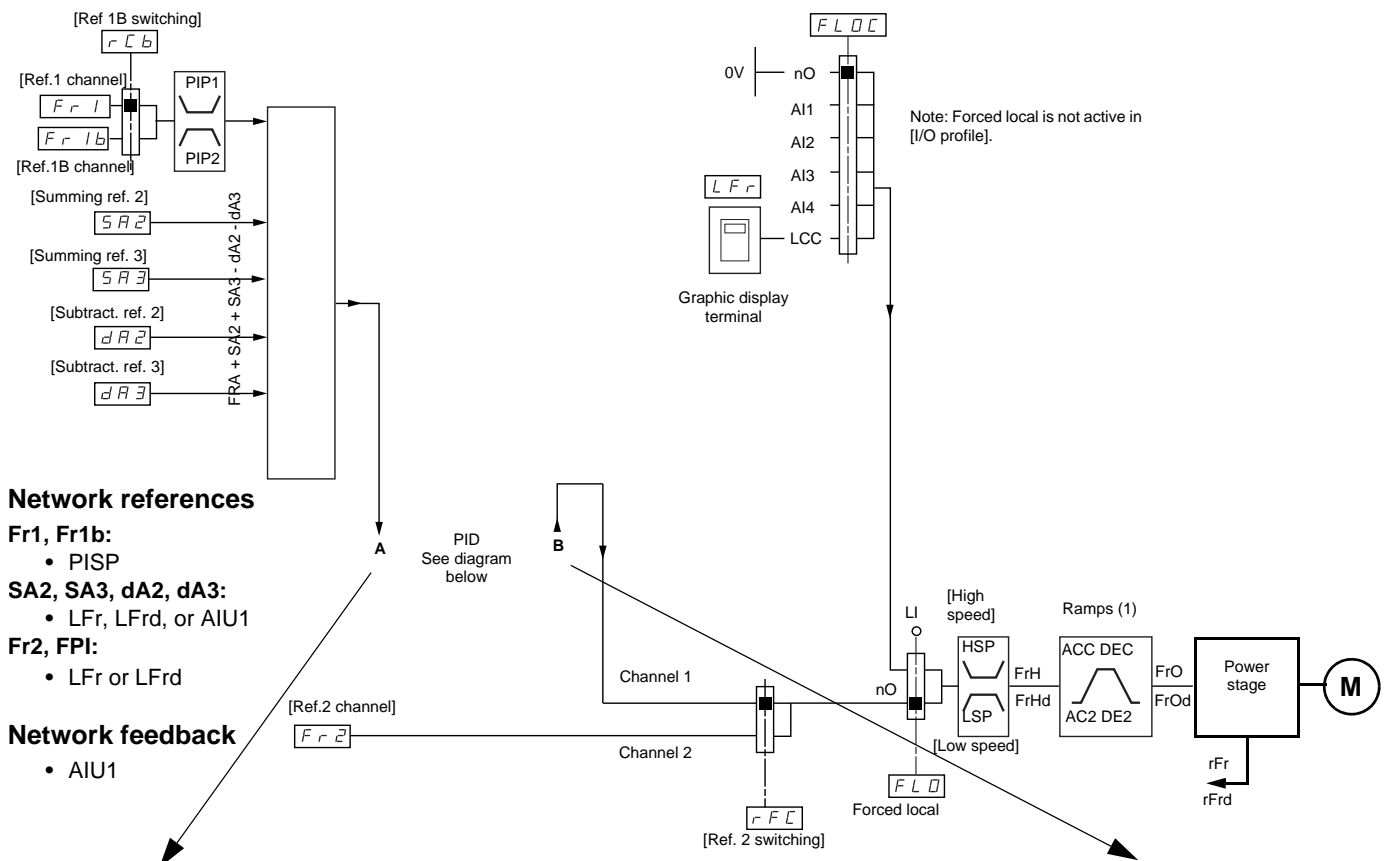 [Ref 1B switching]
rCb
[Ref.1 channel]
Fr1
Fr1b
[Ref.1B channel]
PIP1
PIP2
[Summing ref. 2]
SA2
[Summing ref. 3]
SA3
[Subtract. ref. 2]
dA2
[Subtract. ref. 3]
dA3
FRA + SA2 + SA3 - dA2 - dA3
FLOC
0V
nO
AI1
AI2
AI3
AI4
LCC
LFr
Graphic display
terminal
Note: Forced local is not active in
[I/O profile].
Network references
Fr1, Fr1b:
• PISP
SA2, SA3, dA2, dA3:
• LFr, LFrd, or AIU1
Fr2, FPI:
• LFr or LFrd
Network feedback
• AIU1
A
PID
See diagram
below
B
Channel 1
[Ref.2 channel]
Fr2
Channel 2
rFC
[Ref. 2 switching]
LI
nO
FLO
Forced local
[High
speed]
HSP
LSP
[Low speed]
FrH
FrHd
Ramps (1)
ACC DEC
AC2 DE2
FrO
FrOd
Power
stage
M
rFr
rFrd